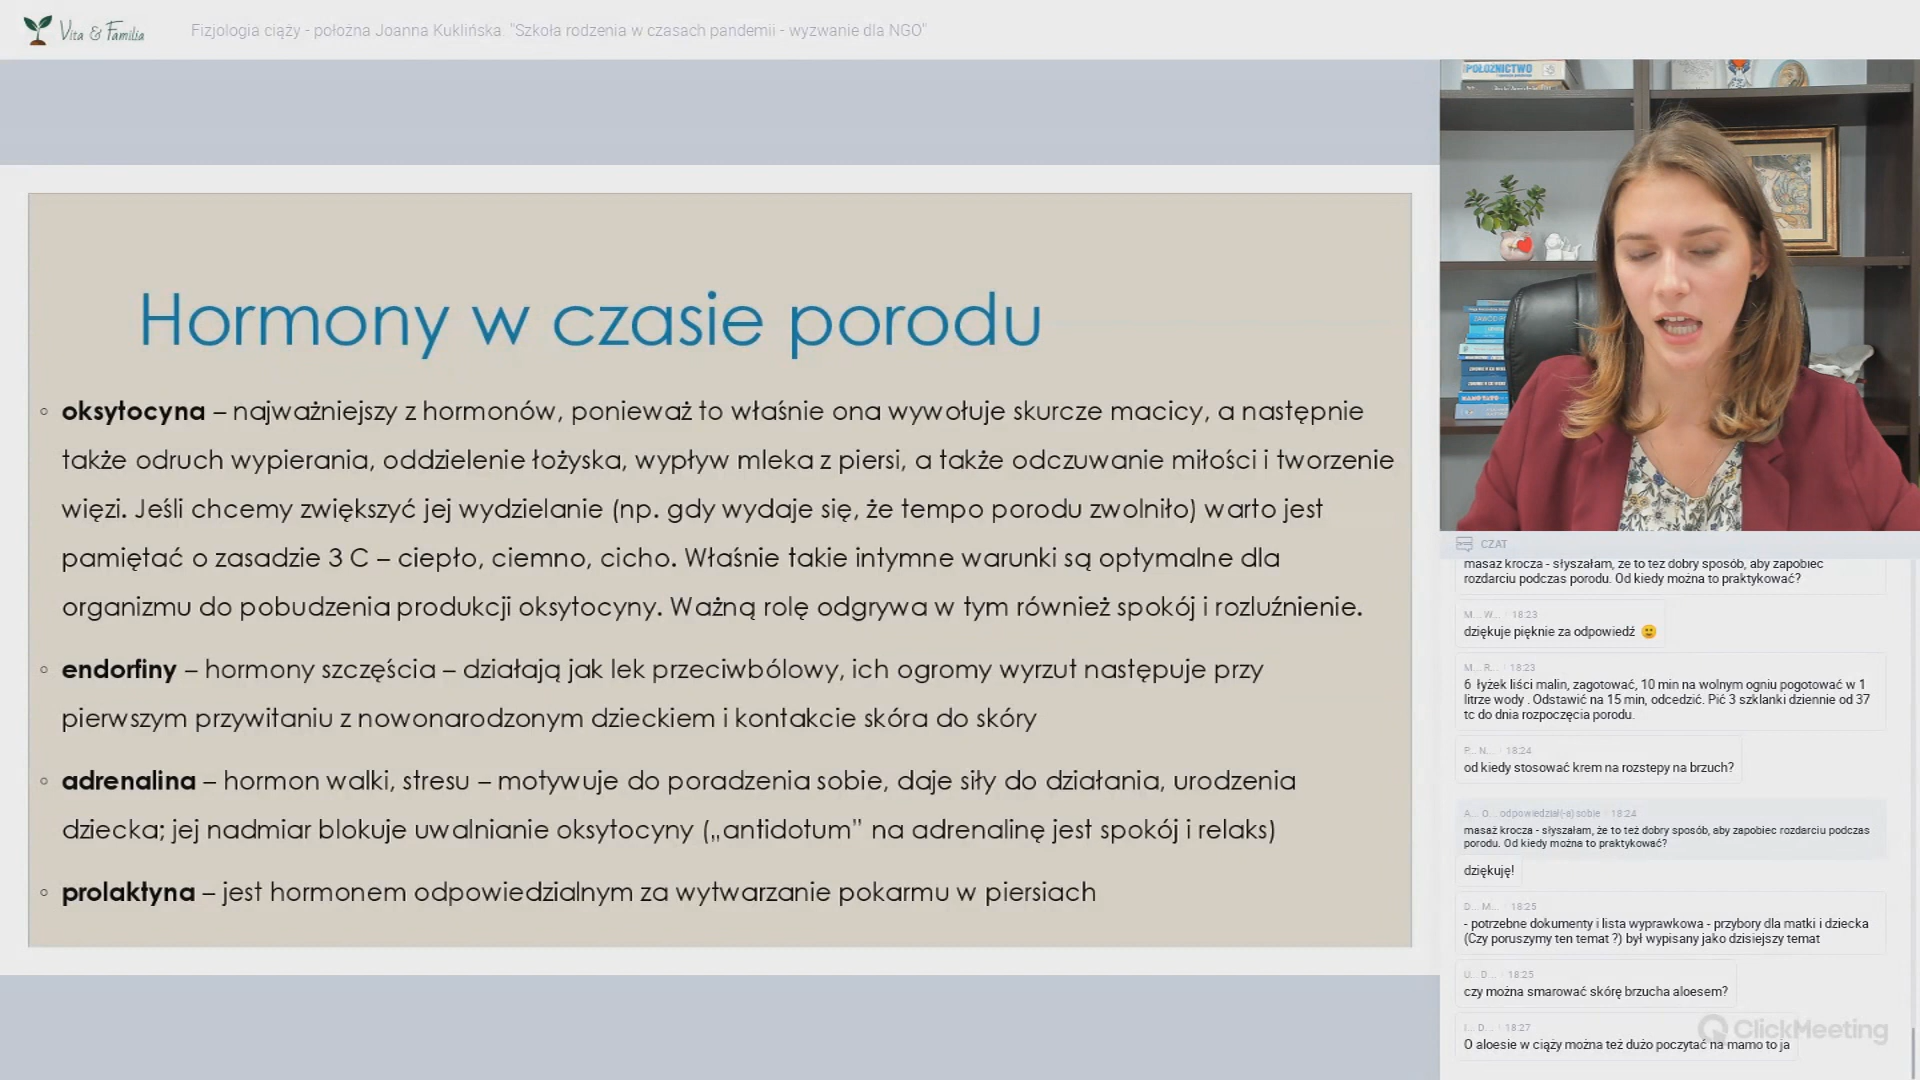 Vita & Familia
Fizjologia ciąży - położna Joanna Kuklińska. "Szkoła rodzenia w czasach pandemii - wyzwanie dla NGO"
POŁOŻNICTWO
Hormony w czasie porodu
◦ oksytocyna – najważniejszy z hormonów, ponieważ to właśnie ona wywołuje skurcze macicy, a następnie
także odruch wypierania, oddzielenie łożyska, wypływ mleka z piersi, a także odczuwanie miłości i tworzenie
więzi. Jeśli chcemy zwiększyć jej wydzielanie (np. gdy wydaje się, że tempo porodu zwolniło) warto jest
pamiętać o zasadzie 3 C – ciepło, ciemno, cicho. Właśnie takie intymne warunki są optymalne dla
organizmu do pobudzenia produkcji oksytocyny. Ważną rolę odgrywa w tym również spokój i rozluźnienie.
◦ endorfiny – hormony szczęścia – działają jak lek przeciwbólowy, ich ogromy wyrzut następuje przy
pierwszym przywitaniu z nowonarodzonym dzieckiem i kontakcie skóra do skóry
◦ adrenalina – hormon walki, stresu – motywuje do poradzenia sobie, daje siły do działania, urodzenia
dziecka; jej nadmiar blokuje uwalnianie oksytocyny („antidotum” na adrenalinę jest spokój i relaks)
◦ prolaktyna – jest hormonem odpowiedzialnym za wytwarzanie pokarmu w piersiach
CZAT
masaż krocza - słyszałam, że to też dobry sposób, aby zapobiec
rozdarciu podczas porodu. Od kiedy można to praktykować?
M... W... 18:23
dziękuje pięknie za odpowiedź 🙂
M... R... 18:23
6 łyżek liści malin, zagotować, 10 min na wolnym ogniu pogotować w 1
litrze wody . Odstawić na 15 min, odcedzić. Pić 3 szklanki dziennie od 37
tc do dnia rozpoczęcia porodu.
P... N... 18:24
od kiedy stosować krem na rozstepy na brzuch?
A... O... odpowiedział(-a) sobie 18:24
masaż krocza - słyszałam, że to też dobry sposób, aby zapobiec rozdarciu podczas
porodu. Od kiedy można to praktykować?
dziękuję!
D... M... 18:25
- potrzebne dokumenty i lista wyprawkowa - przybory dla matki i dziecka
(Czy poruszymy ten temat ?) był wypisany jako dzisiejszy temat
U... D... 18:25
czy można smarować skórę brzucha aloesem?
I... D... 18:27
O aloesie w ciąży można też dużo poczytać na mamo to ja
ClickMeeting